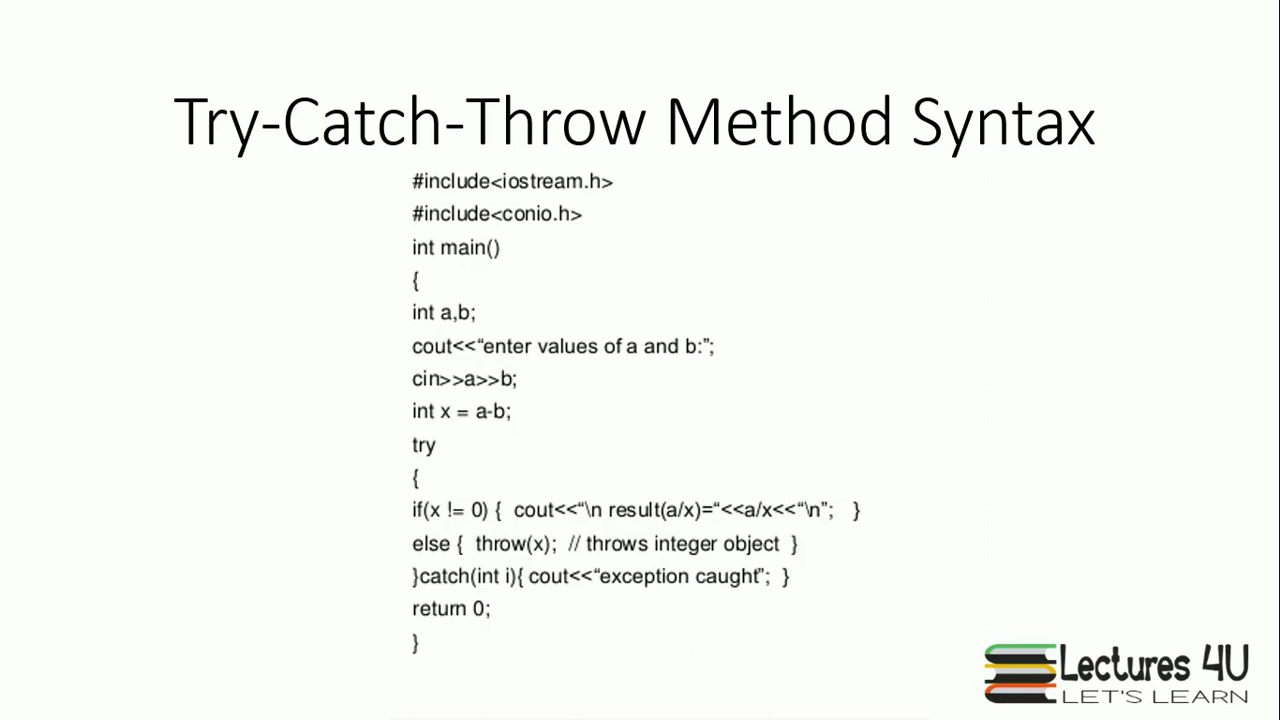 Try-Catch-Throw Method Syntax
#include<iostream.h>
#include<conio.h>
int main()
{
int a,b;
cout<<“enter values of a and b:”;
cin>>a>>b;
int x = a-b;
try
{
if(x != 0) { cout<<“\n result(a/x)=“<<a/x<<“\n”; }
else { throw(x); // throws integer object }
}catch(int i){ cout<<“exception caught”; }
return 0;
}
Lectures 4U
LET'S LEARN